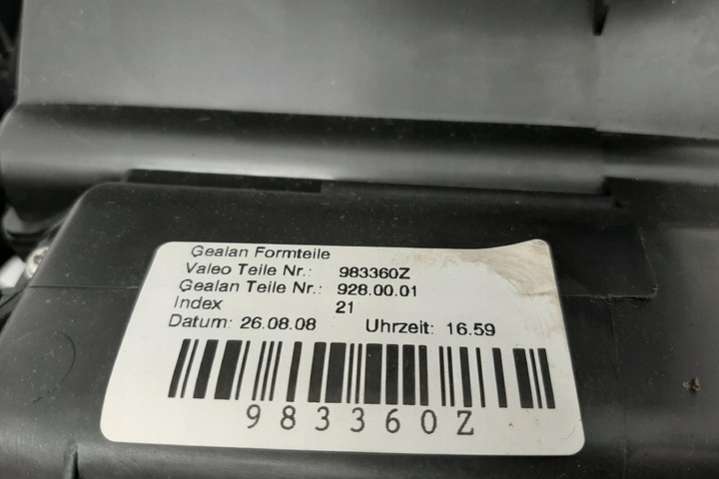 Gealan Formteile
Valeo Teile Nr.: 983360Z
Gealan Teile Nr.: 928.00.01
Index 21
Datum: 26.08.08 Uhrzeit: 16.59
983360Z